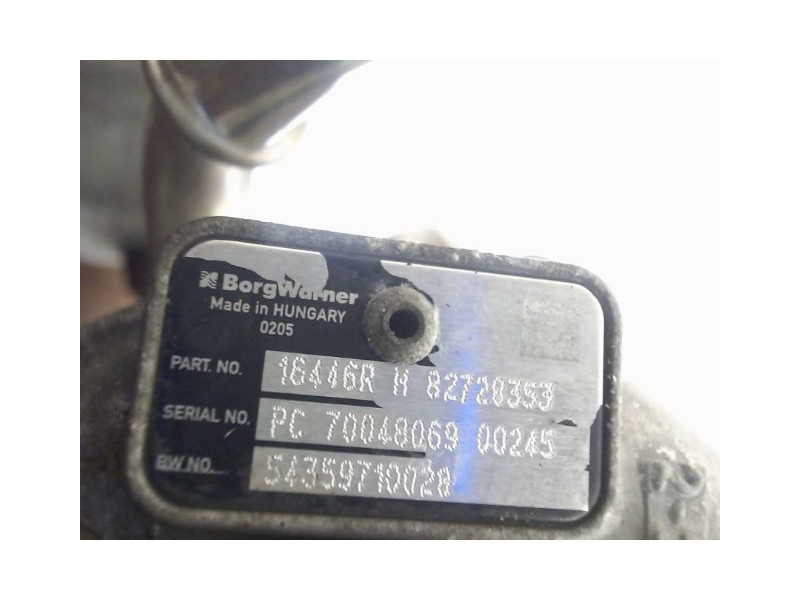 BorgWarner
Made in HUNGARY
0205
PART. NO. 16446R H 82728353
SERIAL NO. PC 70048069 00245
BW NO. 54359710028